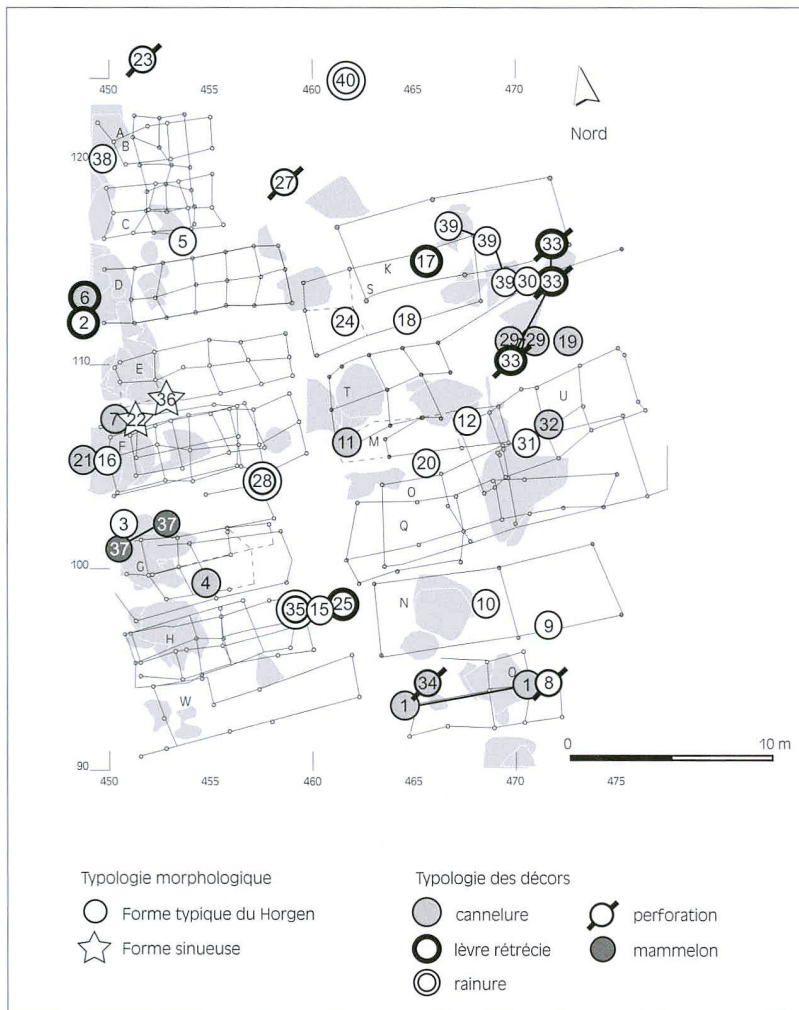 23
40
450 455 460 465 470
Nord
A
B
120 38
27
C
5
39
39
33
K
17
S
39 30 33
D
6
2
24
18
29 29 19
110
33
E
36
T
U
7 22
12
32
11
M
31
F
21 16
20
28
O
3
37
Q
37
100
G
4
N
10
35 15 25
9
H
34
O
1 8
1
W
0 10 m
90
450 455 460 465 470 475
Typologie morphologique
Forme typique du Horgen
Forme sinueuse
Typologie des décors
cannelure
perforation
lèvre rétrécie
mammelon
rainure